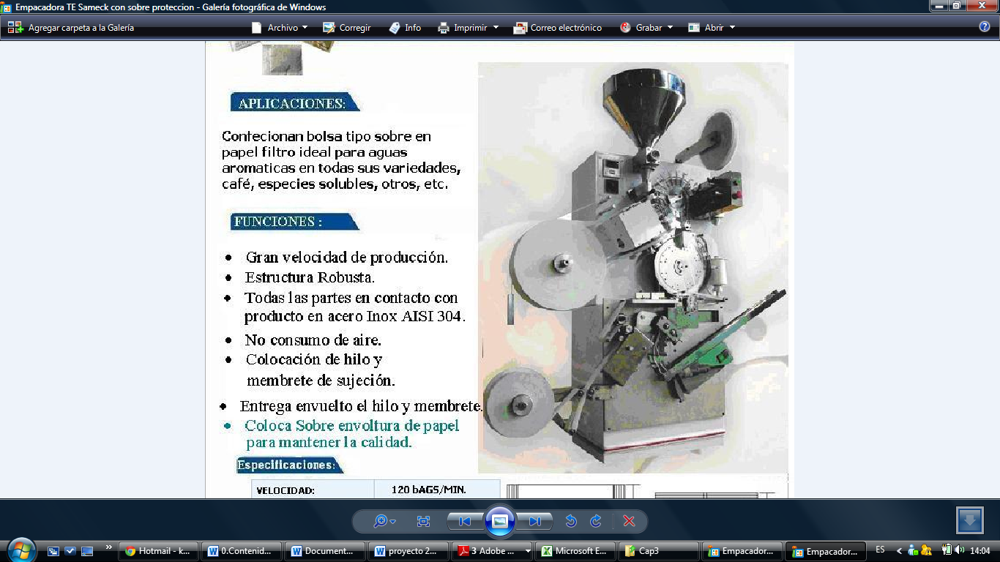 Empacadora TE Sameck con sobre proteccion - Galería fotográfica de Windows
Agregar carpeta a la Galería
Archivo
Corregir
Info
Imprimir
Correo electrónico
Grabar
Abrir
APLICACIONES:
Confecionan bolsa tipo sobre en
papel filtro ideal para aguas
aromaticas en todas sus variedades,
café, especies solubles, otros, etc.
FUNCIONES :
• Gran velocidad de producción.
• Estructura Robusta.
• Todas las partes en contacto con
producto en acero Inox AISI 304.
• No consumo de aire.
• Colocación de hilo y
membrete de sujeción.
• Entrega envuelto el hilo y membrete.
• Coloca Sobre envoltura de papel
para mantener la calidad.
Especificaciones:
VELOCIDAD: 120 bAGS/MIN.
Hotmail - k...
0.Contenid...
Document...
proyecto 2...
3 Adobe ...
Microsoft E...
Cap3
Empacador...
Empacador...
ES
14:04